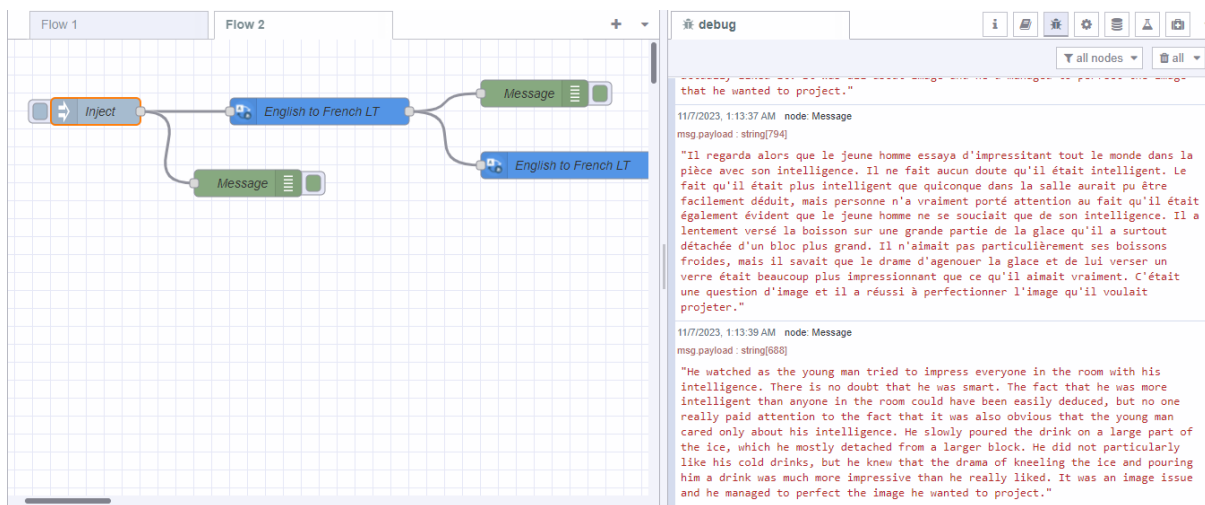 Flow 1
Flow 2
Inject
English to French LT
Message
English to French LT
Message
debug
i
all nodes
all
that he wanted to project."
11/7/2023, 1:13:37 AM node: Message
msg.payload : string[794]
"Il regarda alors que le jeune homme essaya d'impressitant tout le monde dans la
pièce avec son intelligence. Il ne fait aucun doute qu'il était intelligent. Le
fait qu'il était plus intelligent que quiconque dans la salle aurait pu être
facilement déduit, mais personne n'a vraiment porté attention au fait qu'il était
également évident que le jeune homme ne se souciait que de son intelligence. Il a
lentement versé la boisson sur une grande partie de la glace qu'il a surtout
détachée d'un bloc plus grand. Il n'aimait pas particulièrement ses boissons
froides, mais il savait que le drame d'agenouer la glace et de lui verser un
verre était beaucoup plus impressionnant que ce qu'il aimait vraiment. C'était
une question d'image et il a réussi à perfectionner l'image qu'il voulait
projeter."
11/7/2023, 1:13:39 AM node: Message
msg.payload : string[688]
"He watched as the young man tried to impress everyone in the room with his
intelligence. There is no doubt that he was smart. The fact that he was more
intelligent than anyone in the room could have been easily deduced, but no one
really paid attention to the fact that it was also obvious that the young man
cared only about his intelligence. He slowly poured the drink on a large part of
the ice, which he mostly detached from a larger block. He did not particularly
like his cold drinks, but he knew that the drama of kneeling the ice and pouring
him a drink was much more impressive than he really liked. It was an image issue
and he managed to perfect the image he wanted to project."